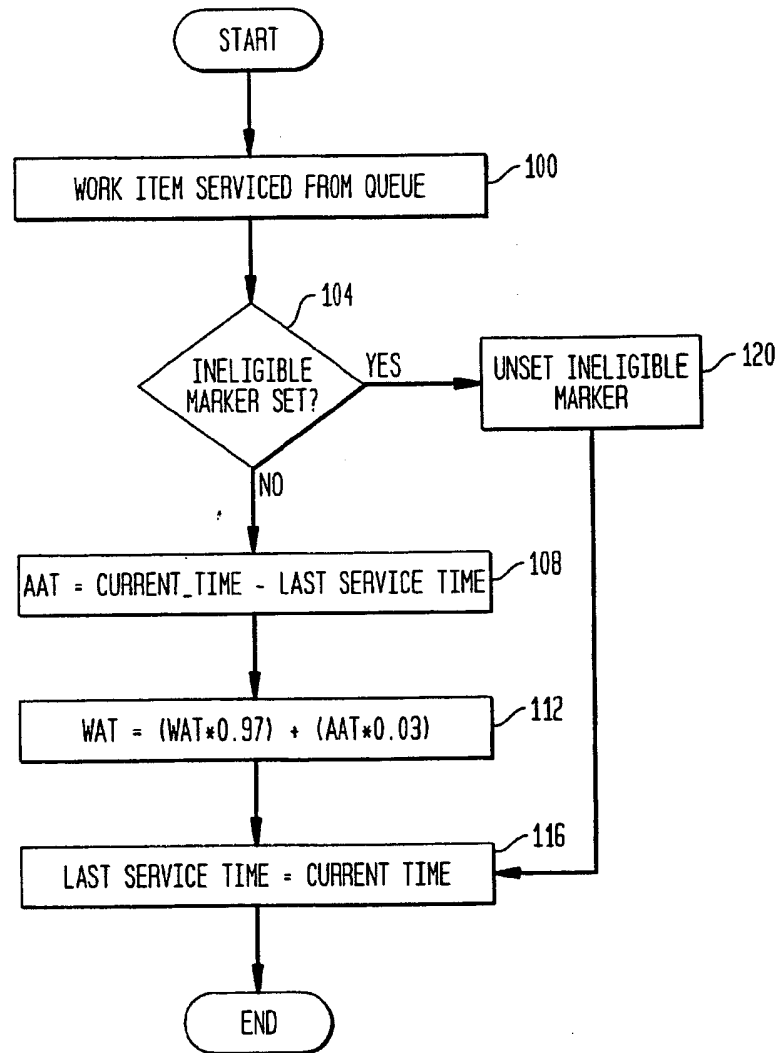 START
WORK ITEM SERVICED FROM QUEUE
100
104
INELIGIBLE
MARKER SET?
YES
UNSET INELIGIBLE
MARKER
120
NO
AAT = CURRENT_TIME - LAST SERVICE TIME
108
WAT = (WAT*0.97) + (AAT*0.03)
112
LAST SERVICE TIME = CURRENT TIME
116
END